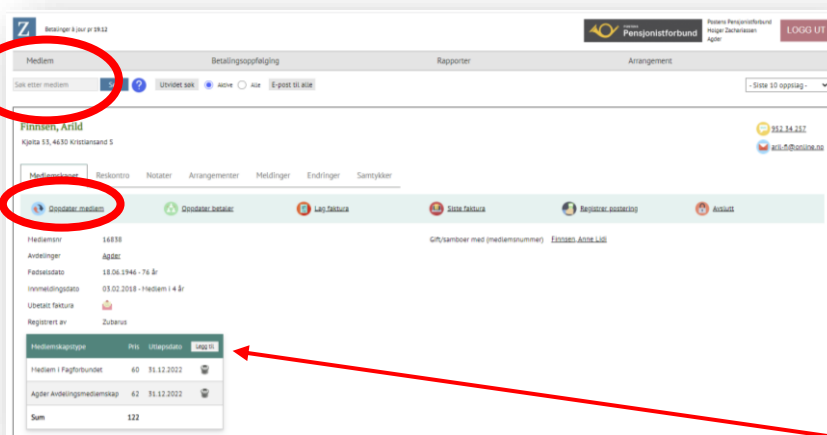 Z Betalinger à jour pr 19.12
POSTENS Pensjonistforbund
Postens Pensjonistforbund
Holger Zachariassen
Agder
LOGG UT
Medlem Betalingsoppfølging Rapporter Arrangement
Søk etter medlem ? Utvidet søk Aktive Alle E-post til alle - Siste 10 oppslag -
Finnsen, Arild
Kjøita 53, 4630 Kristiansand S
952 34 257
@online.no
Medlemskapet Reskontro Notater Arrangementer Meldinger Endringer Samtykker
Oppdater medlem Oppdater betaler Lag faktura Siste faktura Registrer postering Avslutt
Medlemsnr 16838 Gift/samboer med (medlemsnummer) Finnsen, Anne Lidi
Avdelinger Agder
Fødselsdato 18.06.1946 - 76 år
Innmeldingsdato 03.02.2018 - Medlem i 4 år
Ubetalt faktura
Registrert av Zubarus
Medlemskapstype Pris Utløpsdato Legg til
Medlem i Fagforbundet 60 31.12.2022
Agder Avdelingsmedlemskap 62 31.12.2022
Sum 122